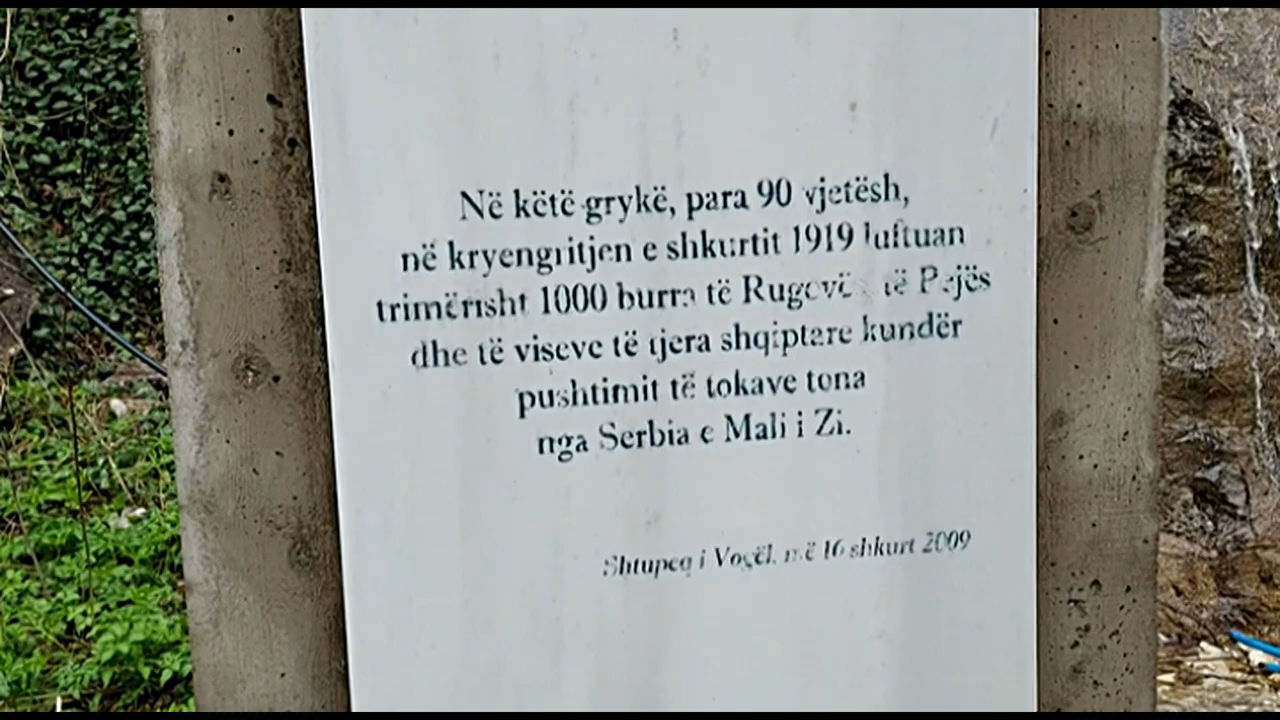 Në këtë grykë, para 90 vjetësh,
në kryengritjen e shkurtit 1919 luftuan
trimërisht 1000 burra të Rugovës, të Pejës
dhe të viseve të tjera shqiptare kundër
pushtimit të tokave tona
nga Serbia e Mali i Zi.
Shtupeq i Vogël, më 16 shkurt 2009